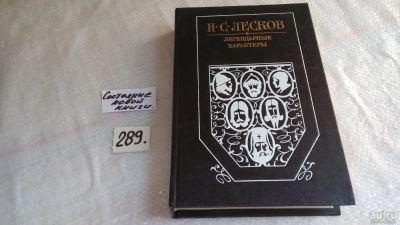 Н·С·ЛЕСКОВ
ЛЕГЕНДАРНЫЕ
ХАРАКТЕРЫ
Состояние
новой
книги.
289.
au.ru